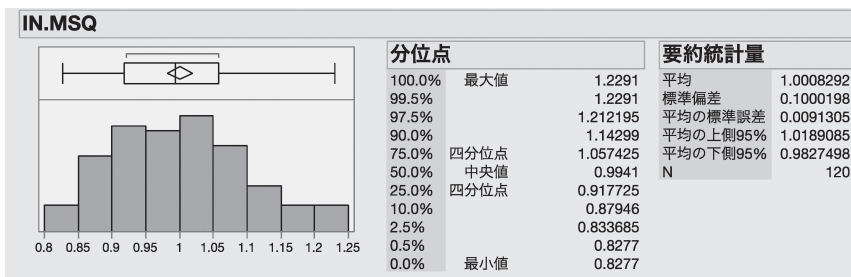 IN.MSQ
0.8 0.85 0.9 0.95 1 1.05 1.1 1.15 1.2 1.25
分位点
100.0% 最大値 1.2291
99.5% 1.2291
97.5% 1.212195
90.0% 1.14299
75.0% 四分位点 1.057425
50.0% 中央値 0.9941
25.0% 四分位点 0.917725
10.0% 0.87946
2.5% 0.833685
0.5% 0.8277
0.0% 最小値 0.8277
要約統計量
平均 1.0008292
標準偏差 0.1000198
平均の標準誤差 0.0091305
平均の上側95% 1.0189085
平均の下側95% 0.9827498
N 120